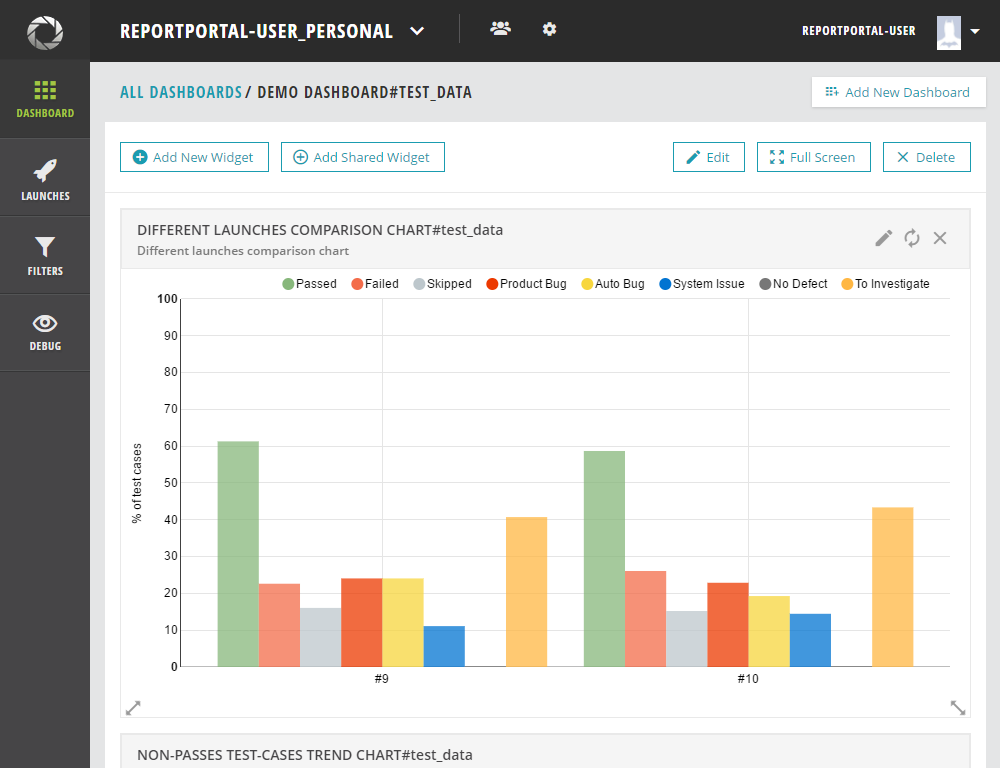 REPORTPORTAL-USER_PERSONAL
REPORTPORTAL-USER
DASHBOARD
LAUNCHES
FILTERS
DEBUG
ALL DASHBOARDS / DEMO DASHBOARD#TEST_DATA
Add New Dashboard
Add New Widget
Add Shared Widget
Edit
Full Screen
Delete
DIFFERENT LAUNCHES COMPARISON CHART#test_data
Different launches comparison chart
Passed Failed Skipped Product Bug Auto Bug System Issue No Defect To Investigate
100
90
80
70
60
50
40
30
20
10
0
% of test cases
#9
#10
NON-PASSES TEST-CASES TREND CHART#test_data